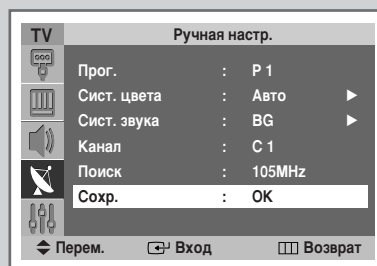 TV Ручная настр.
Прог. : P 1
Сист. цвета : Авто
Сист. звука : BG
Канал : C 1
Поиск : 105MHz
Сохр. : OK
Перем. Вход Возврат